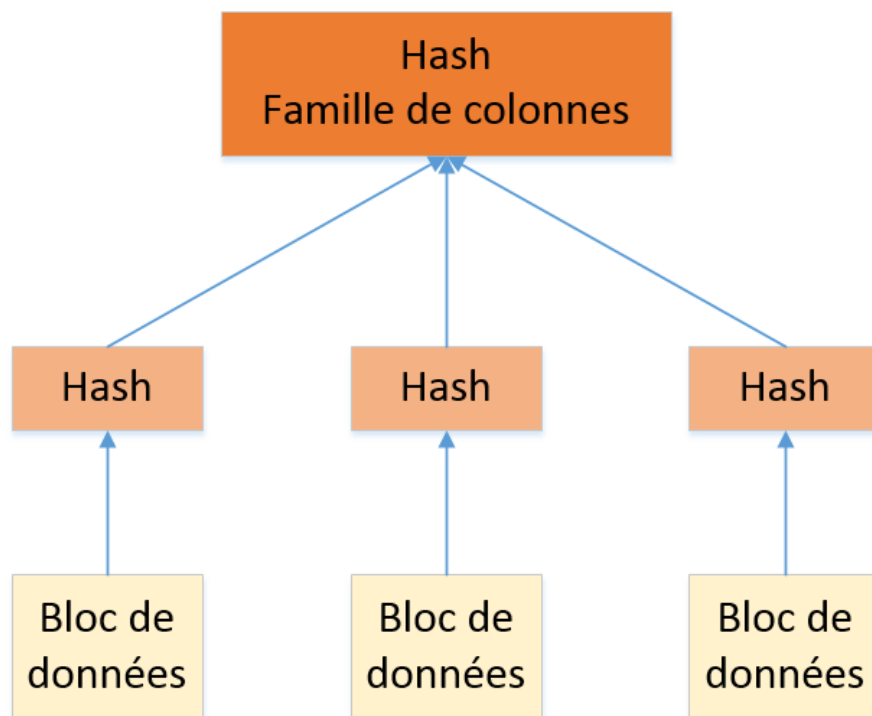 Hash
Famille de colonnes
Hash
Hash
Hash
Bloc de
données
Bloc de
données
Bloc de
données